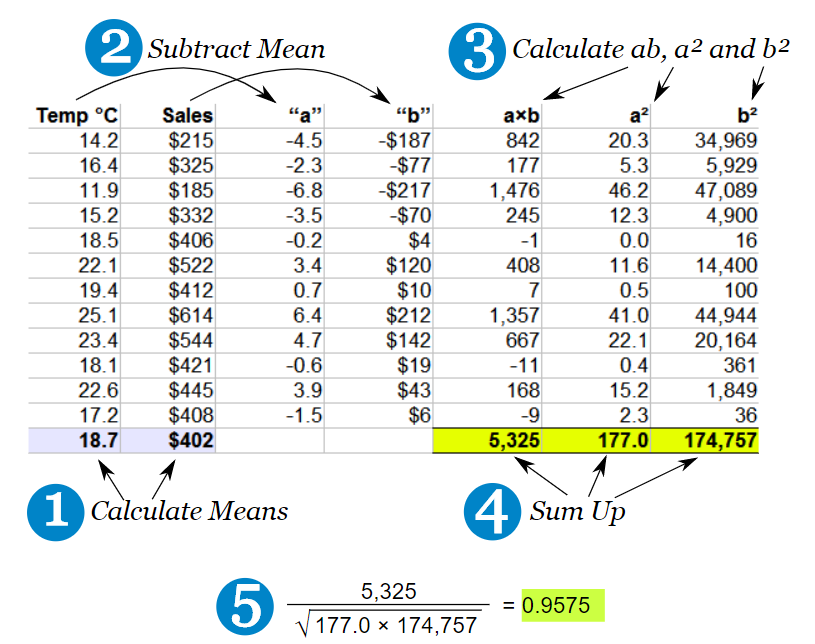 2 Subtract Mean 3 Calculate ab, a² and b²
Temp °C Sales “a” “b” a×b a² b²
14.2 $215 -4.5 -$187 842 20.3 34,969
16.4 $325 -2.3 -$77 177 5.3 5,929
11.9 $185 -6.8 -$217 1,476 46.2 47,089
15.2 $332 -3.5 -$70 245 12.3 4,900
18.5 $406 -0.2 $4 -1 0.0 16
22.1 $522 3.4 $120 408 11.6 14,400
19.4 $412 0.7 $10 7 0.5 100
25.1 $614 6.4 $212 1,357 41.0 44,944
23.4 $544 4.7 $142 667 22.1 20,164
18.1 $421 -0.6 $19 -11 0.4 361
22.6 $445 3.9 $43 168 15.2 1,849
17.2 $408 -1.5 $6 -9 2.3 36
18.7 $402 5,325 177.0 174,757
1 Calculate Means 4 Sum Up
5 5,325
√177.0 × 174,757 = 0.9575